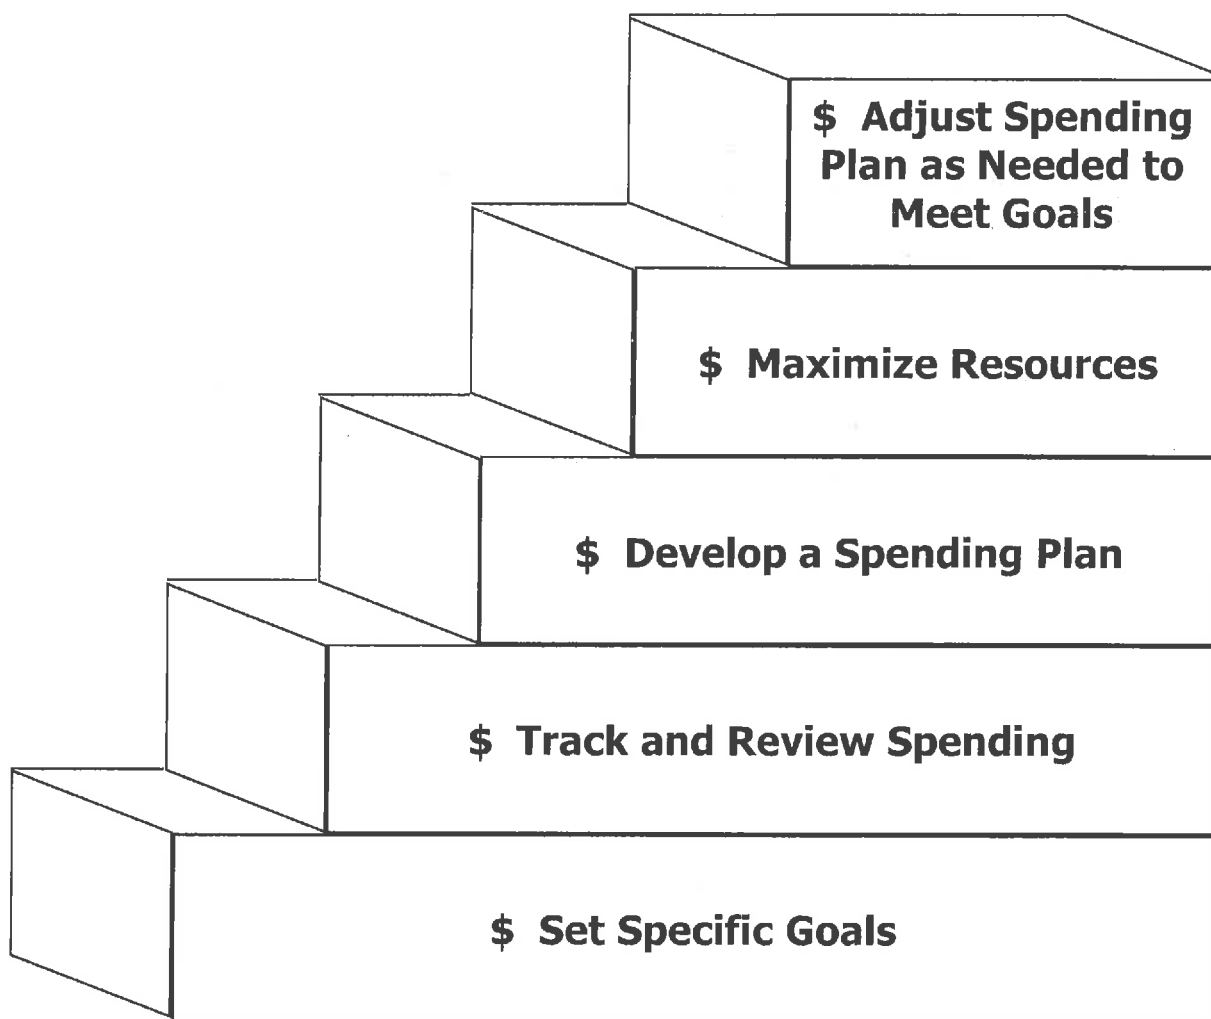 $ Adjust Spending
Plan as Needed to
Meet Goals
$ Maximize Resources
$ Develop a Spending Plan
$ Track and Review Spending
$ Set Specific Goals